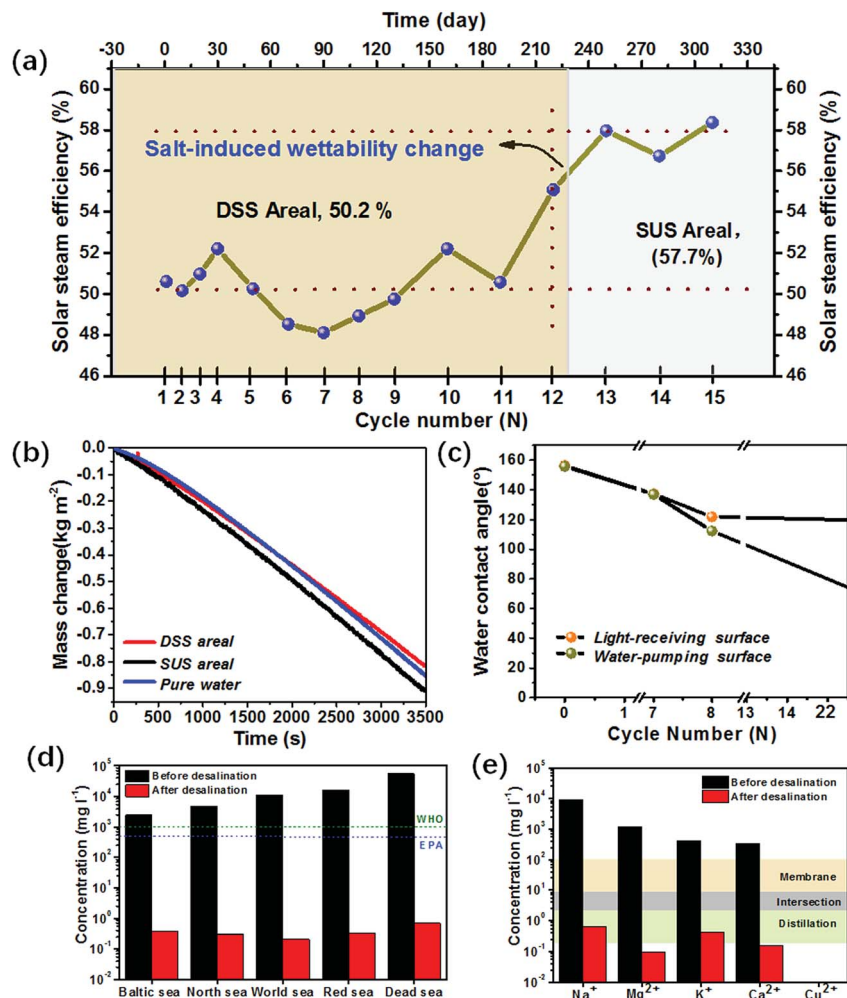 Time (day)
-30 0 30 60 90 120 150 180 210 240 270 300 330
(a)
Solar steam efficiency (%)
60 58 56 54 52 50 48 46
Salt-induced wettability change
DSS Areal, 50.2 %
SUS Areal,
(57.7%)
60 58 56 54 52 50 48 46
Solar steam efficiency (%)
1 2 3 4 5 6 7 8 9 10 11 12 13 14 15
Cycle number (N)
(b)
Mass change(kg m-2)
0.0
-0.1
-0.2
-0.3
-0.4
-0.5
-0.6
-0.7
-0.8
-0.9
DSS areal
SUS areal
Pure water
0 500 1000 1500 2000 2500 3000 3500
Time (s)
(c)
Water contact angle(°)
160
140
120
100
80
60
40
20
0
Light-receiving surface
Water-pumping surface
0 1 7 8 13 14 22
Cycle Number (N)
(d)
Concentration (mg l-1)
10^5
10^4
10^3
10^2
10^1
10^0
10^-1
10^-2
Before desalination
After desalination
WHO
EPA
Baltic sea North sea World sea Red sea Dead sea
(e)
Concentration (mg l-1)
10^5
10^4
10^3
10^2
10^1
10^0
10^-1
10^-2
Before desalination
After desalination
Membrane
Intersection
Distillation
Na+ Mg2+ K+ Ca2+ Cu2+